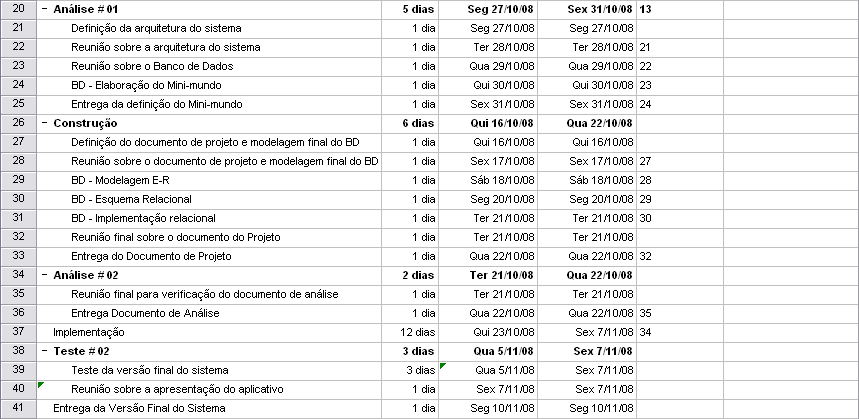 20 − Análise # 01 5 dias Seg 27/10/08 Sex 31/10/08 13
21 Definição da arquitetura do sistema 1 dia Seg 27/10/08 Seg 27/10/08
22 Reunião sobre a arquitetura do sistema 1 dia Ter 28/10/08 Ter 28/10/08 21
23 Reunião sobre o Banco de Dados 1 dia Qua 29/10/08 Qua 29/10/08 22
24 BD - Elaboração do Mini-mundo 1 dia Qui 30/10/08 Qui 30/10/08 23
25 Entrega da definição do Mini-mundo 1 dia Sex 31/10/08 Sex 31/10/08 24
26 − Construção 6 dias Qui 16/10/08 Qua 22/10/08
27 Definição do documento de projeto e modelagem final do BD 1 dia Qui 16/10/08 Qui 16/10/08
28 Reunião sobre o documento de projeto e modelagem final do BD 1 dia Sex 17/10/08 Sex 17/10/08 27
29 BD - Modelagem E-R 1 dia Sáb 18/10/08 Sáb 18/10/08 28
30 BD - Esquema Relacional 1 dia Seg 20/10/08 Seg 20/10/08 29
31 BD - Implementação relacional 1 dia Ter 21/10/08 Ter 21/10/08 30
32 Reunião final sobre o documento do Projeto 1 dia Ter 21/10/08 Ter 21/10/08
33 Entrega do Documento de Projeto 1 dia Qua 22/10/08 Qua 22/10/08 32
34 − Análise # 02 2 dias Ter 21/10/08 Qua 22/10/08
35 Reunião final para verificação do documento de análise 1 dia Ter 21/10/08 Ter 21/10/08
36 Entrega Documento de Análise 1 dia Qua 22/10/08 Qua 22/10/08 35
37 Implementação 12 dias Qui 23/10/08 Sex 7/11/08 34
38 − Teste # 02 3 dias Qua 5/11/08 Sex 7/11/08
39 Teste da versão final do sistema 3 dias Qua 5/11/08 Sex 7/11/08
40 Reunião sobre a apresentação do aplicativo 1 dia Sex 7/11/08 Sex 7/11/08
41 Entrega da Versão Final do Sistema 1 dia Seg 10/11/08 Seg 10/11/08